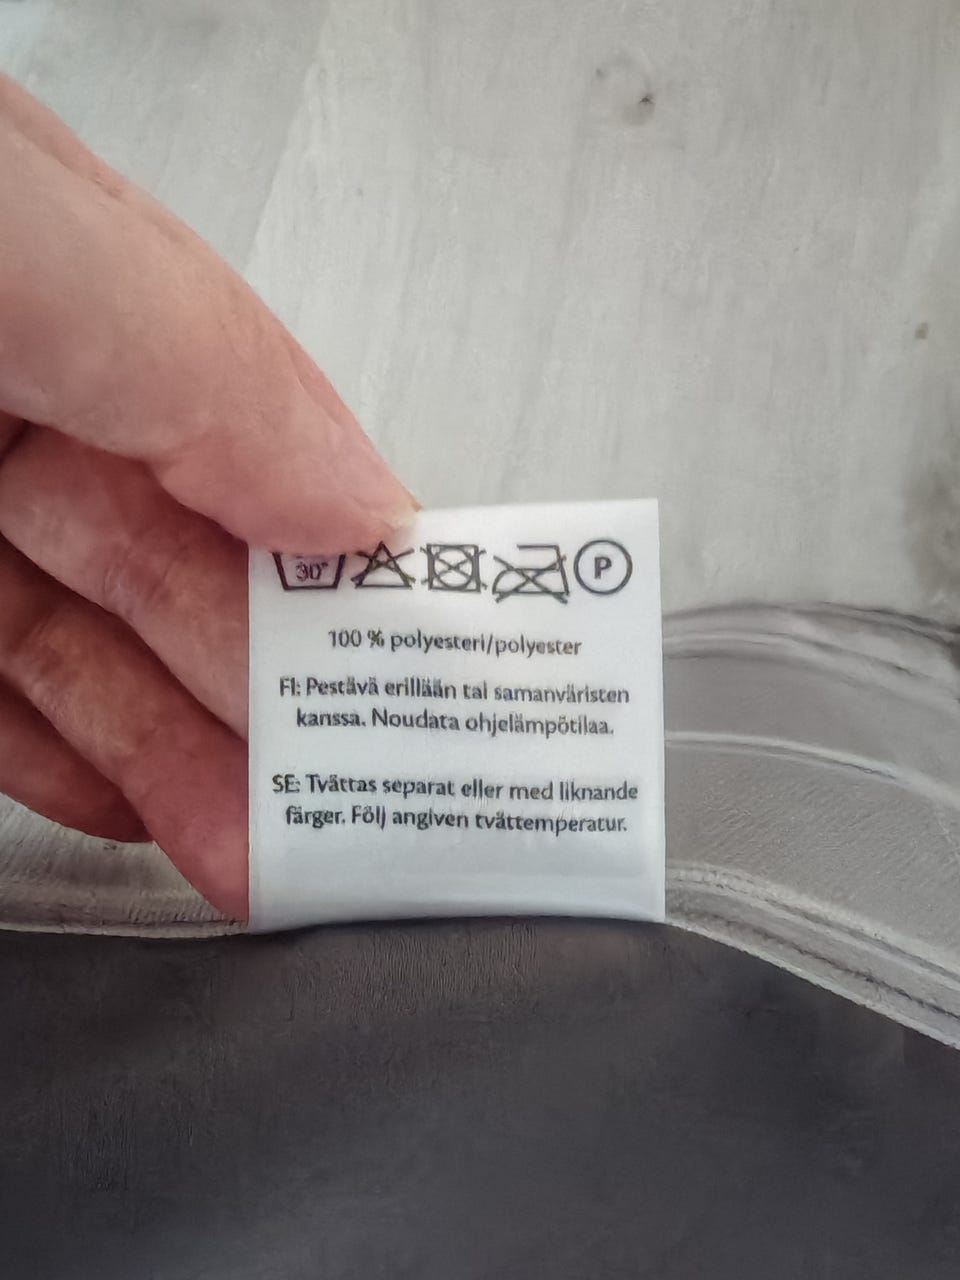 30°
P
100 % polyesteri/polyester
FI: Pestävä erillään tai samanväristen
kanssa. Noudata ohjelämpötilaa.
SE: Tvättas separat eller med liknande
färger. Följ angiven tvättemperatur.